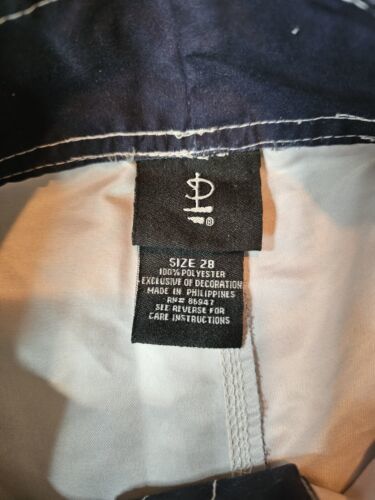 ®
SIZE 28
100% POLYESTER
EXCLUSIVE OF DECORATION
MADE IN PHILIPPINES
RN# 86947
SEE REVERSE FOR
CARE INSTRUCTIONS